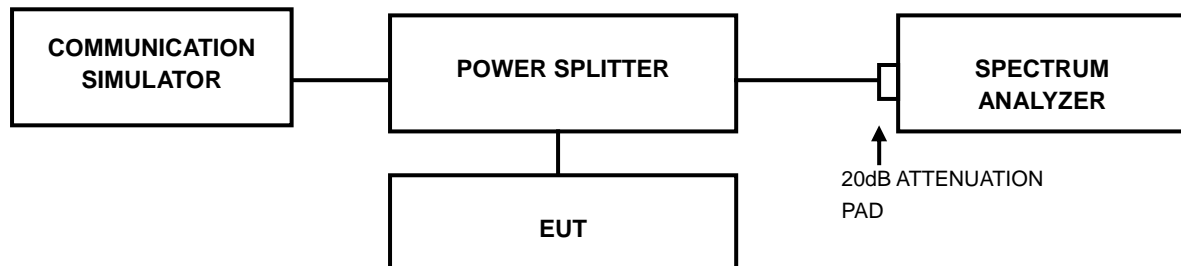 COMMUNICATION
SIMULATOR
POWER SPLITTER
SPECTRUM
ANALYZER
20dB ATTENUATION
PAD
EUT